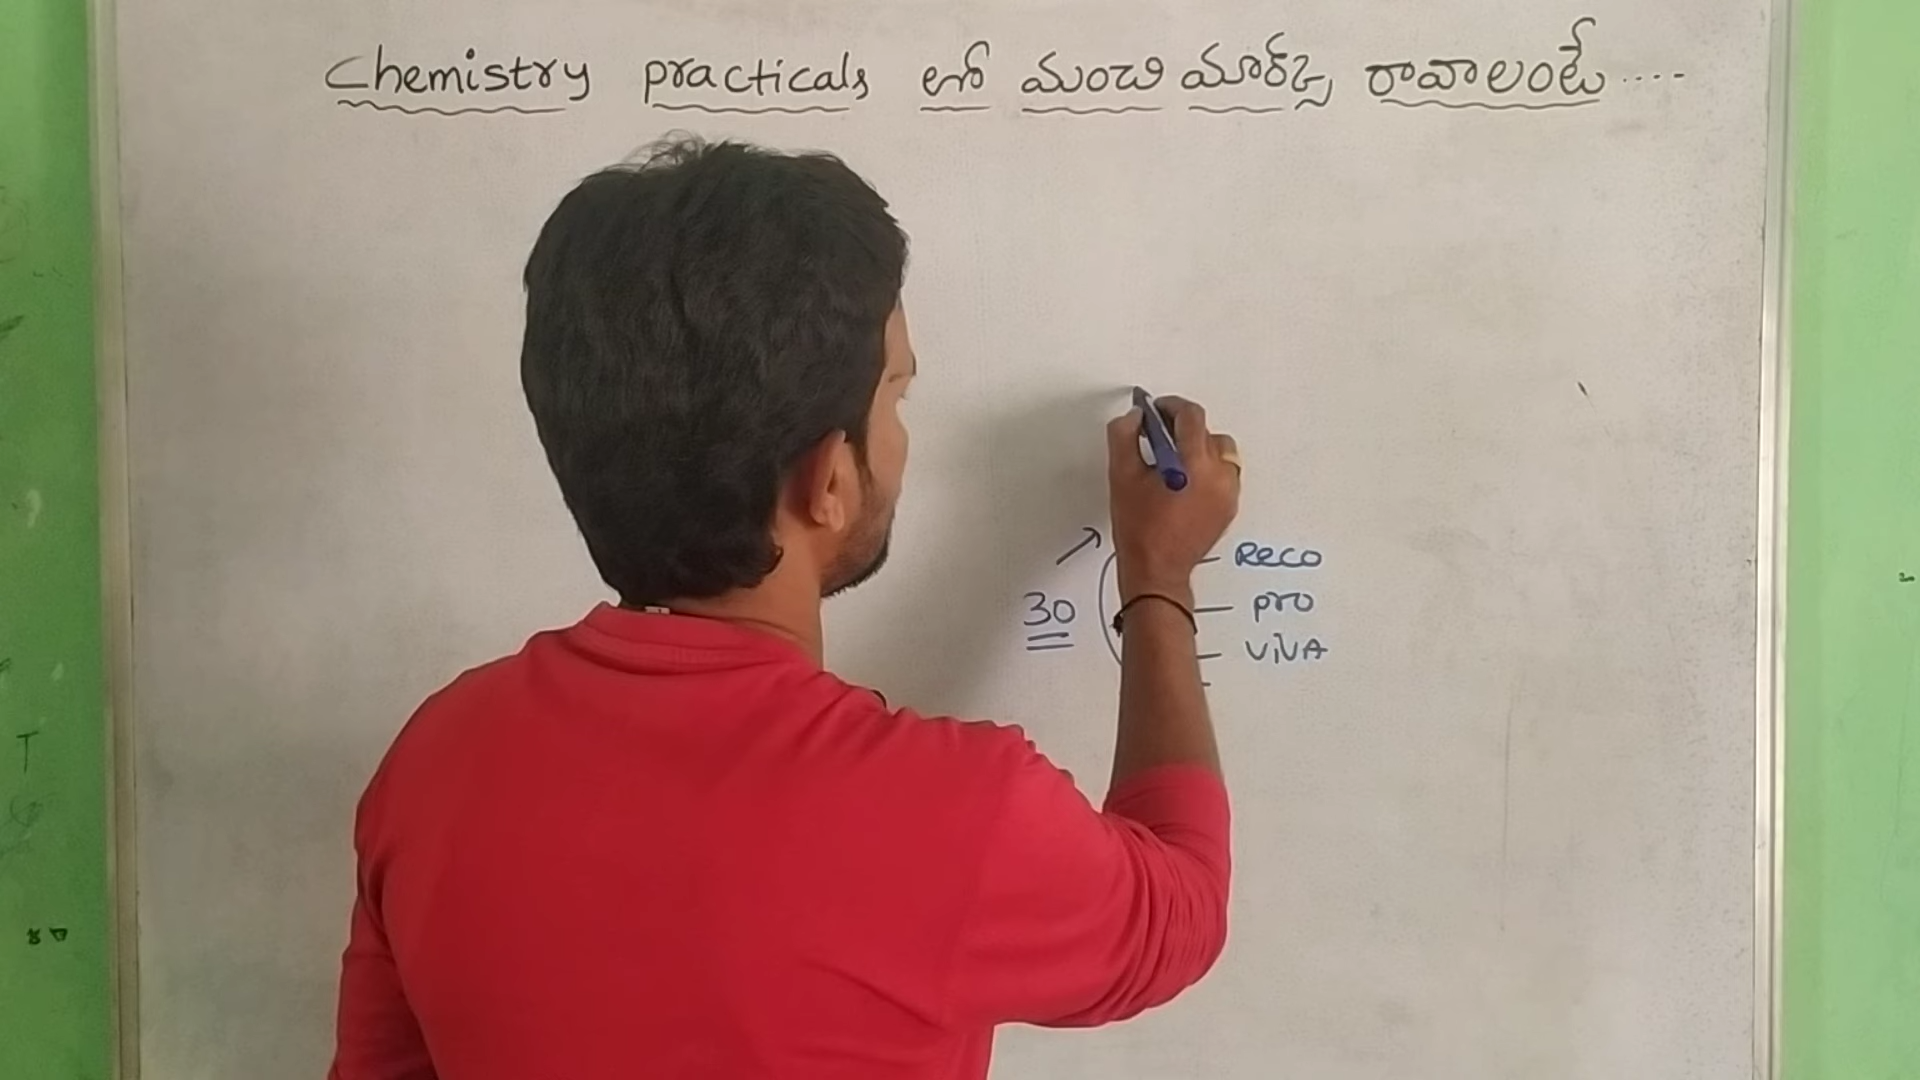 Chemistry practicals లో మంచి మార్క్స్ రావాలంటే....
Reco
30
pro
VIVA